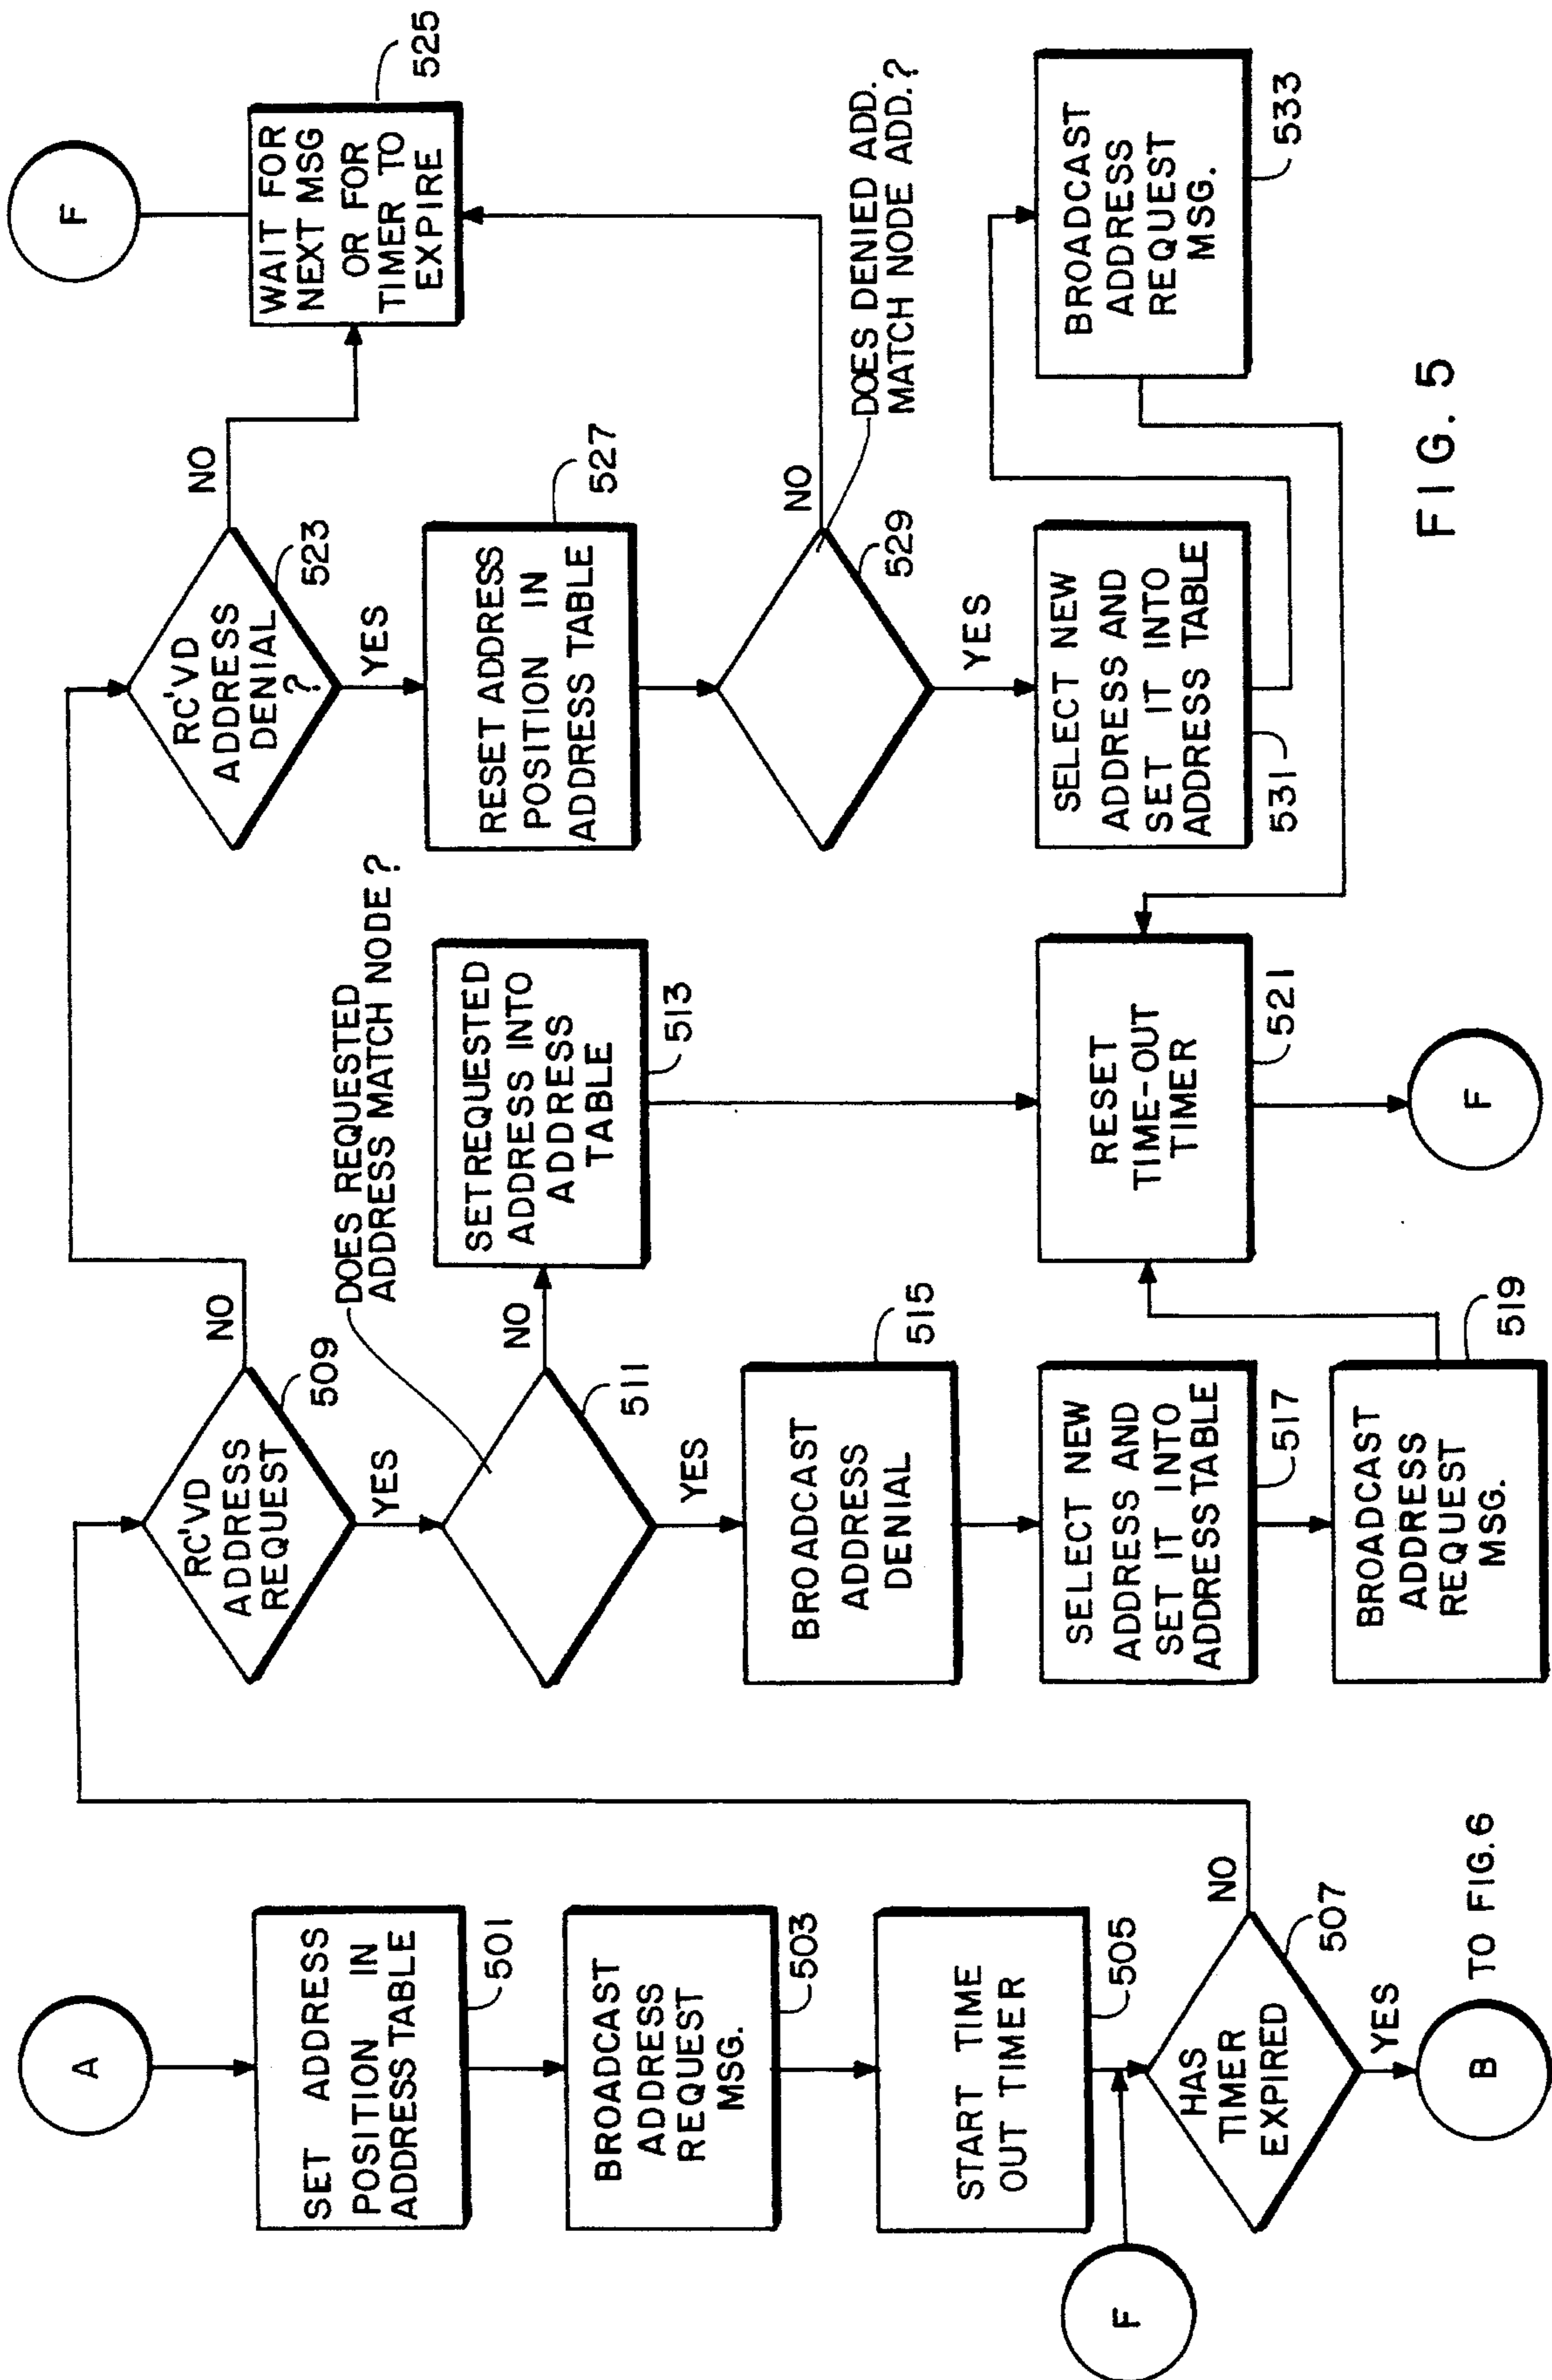 A
SET ADDRESS
POSITION IN
ADDRESS TABLE
501
BROADCAST
ADDRESS
REQUEST
MSG.
503
START TIME
OUT TIMER
505
F
HAS
TIMER
EXPIRED
507
NO
YES
B
TO FIG.6
RC'VD
ADDRESS
REQUEST
509
NO
YES
DOES REQUESTED
ADDRESS MATCH NODE?
511
NO
YES
SET REQUESTED
ADDRESS INTO
ADDRESS
TABLE
513
BROADCAST
ADDRESS
DENIAL
515
SELECT NEW
ADDRESS AND
SET IT INTO
ADDRESS TABLE
517
BROADCAST
ADDRESS
REQUEST
MSG.
519
RESET
TIME-OUT
TIMER
521
F
RC'VD
ADDRESS
DENIAL
?
523
NO
YES
F
WAIT FOR
NEXT MSG
OR FOR
TIMER TO
EXPIRE
525
RESET ADDRESS
POSITION IN
ADDRESS TABLE
527
DOES DENIED ADD.
MATCH NODE ADD.?
529
NO
YES
SELECT NEW
ADDRESS AND
SET IT INTO
ADDRESS TABLE
531
BROADCAST
ADDRESS
REQUEST
MSG.
533
FIG. 5